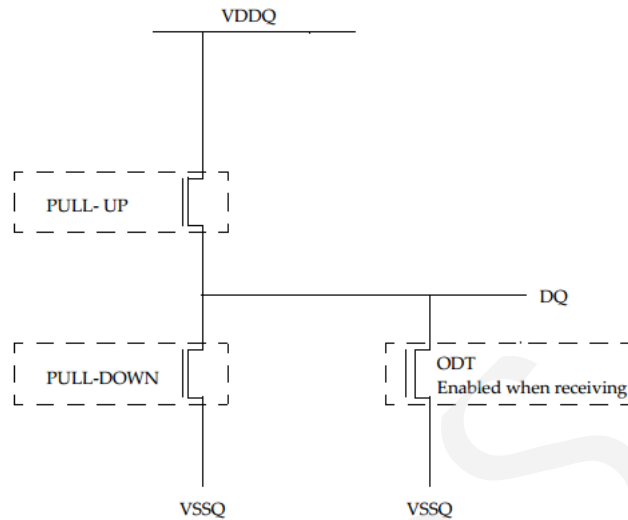 VDDQ
PULL- UP
DQ
PULL-DOWN
ODT
Enabled when receiving
VSSQ
VSSQ